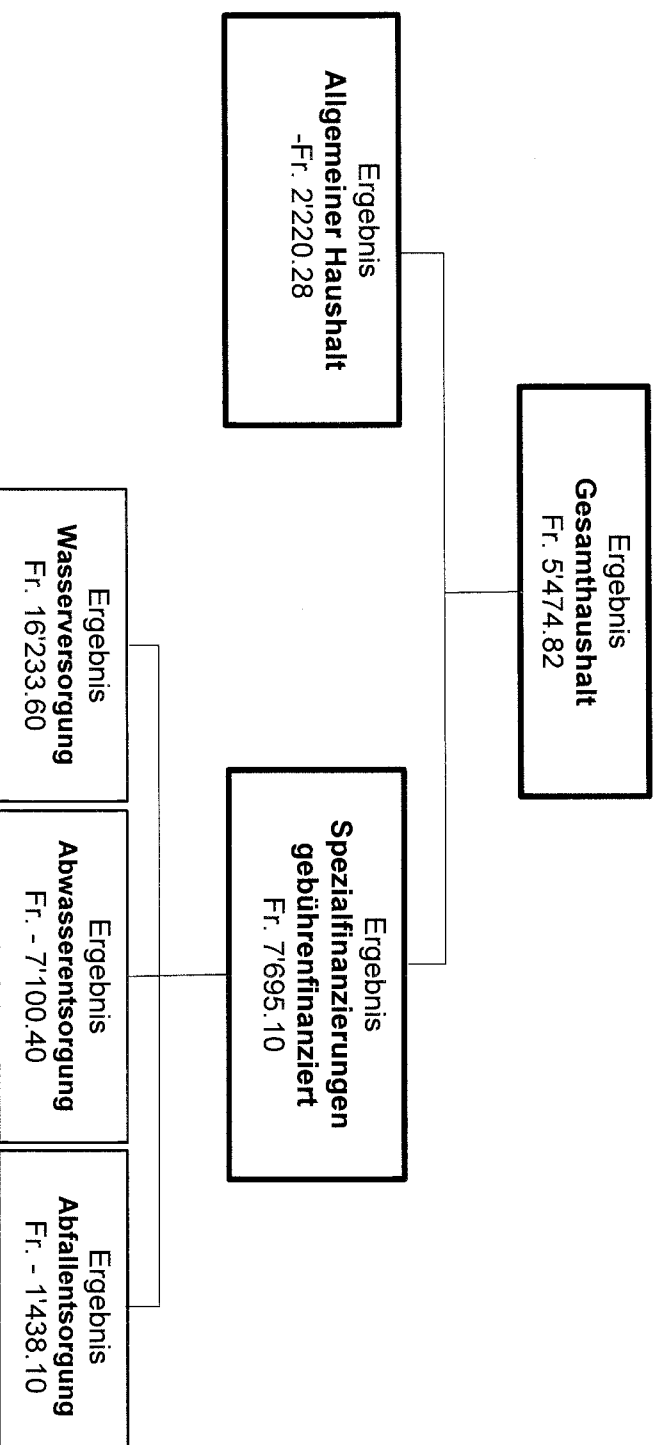 Ergebnis
Gesamthaushalt
Fr. 5'474.82
Ergebnis
Allgemeiner Haushalt
-Fr. 2'220.28
Ergebnis
Spezialfinanzierungen
gebührenfinanziert
Fr. 7'695.10
Ergebnis
Wasserversorgung
Fr. 16'233.60
Ergebnis
Abwasserentsorgung
Fr. - 7'100.40
Ergebnis
Abfallentsorgung
Fr. - 1'438.10